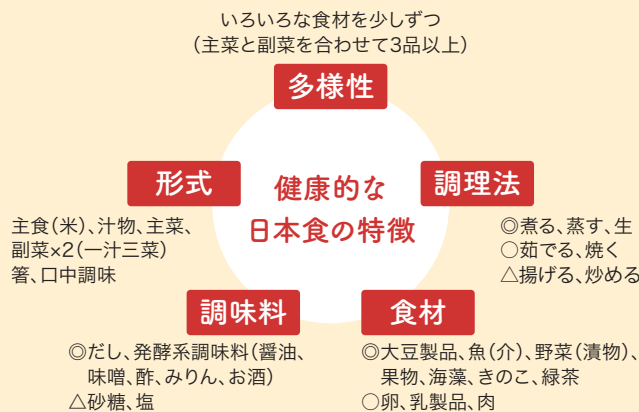 いろいろな食材を少しずつ
(主菜と副菜を合わせて3品以上)
多様性
健康的な
日本食の特徴
形式
主食(米)、汁物、主菜、
副菜×2(一汁三菜)
箸、口中調味
調理法
◎煮る、蒸す、生
○茹でる、焼く
△揚げる、炒める
調味料
◎だし、発酵系調味料(醤油、
味噌、酢、みりん、お酒)
△砂糖、塩
食材
◎大豆製品、魚(介)、野菜(漬物)、
果物、海藻、きのこ、緑茶
○卵、乳製品、肉